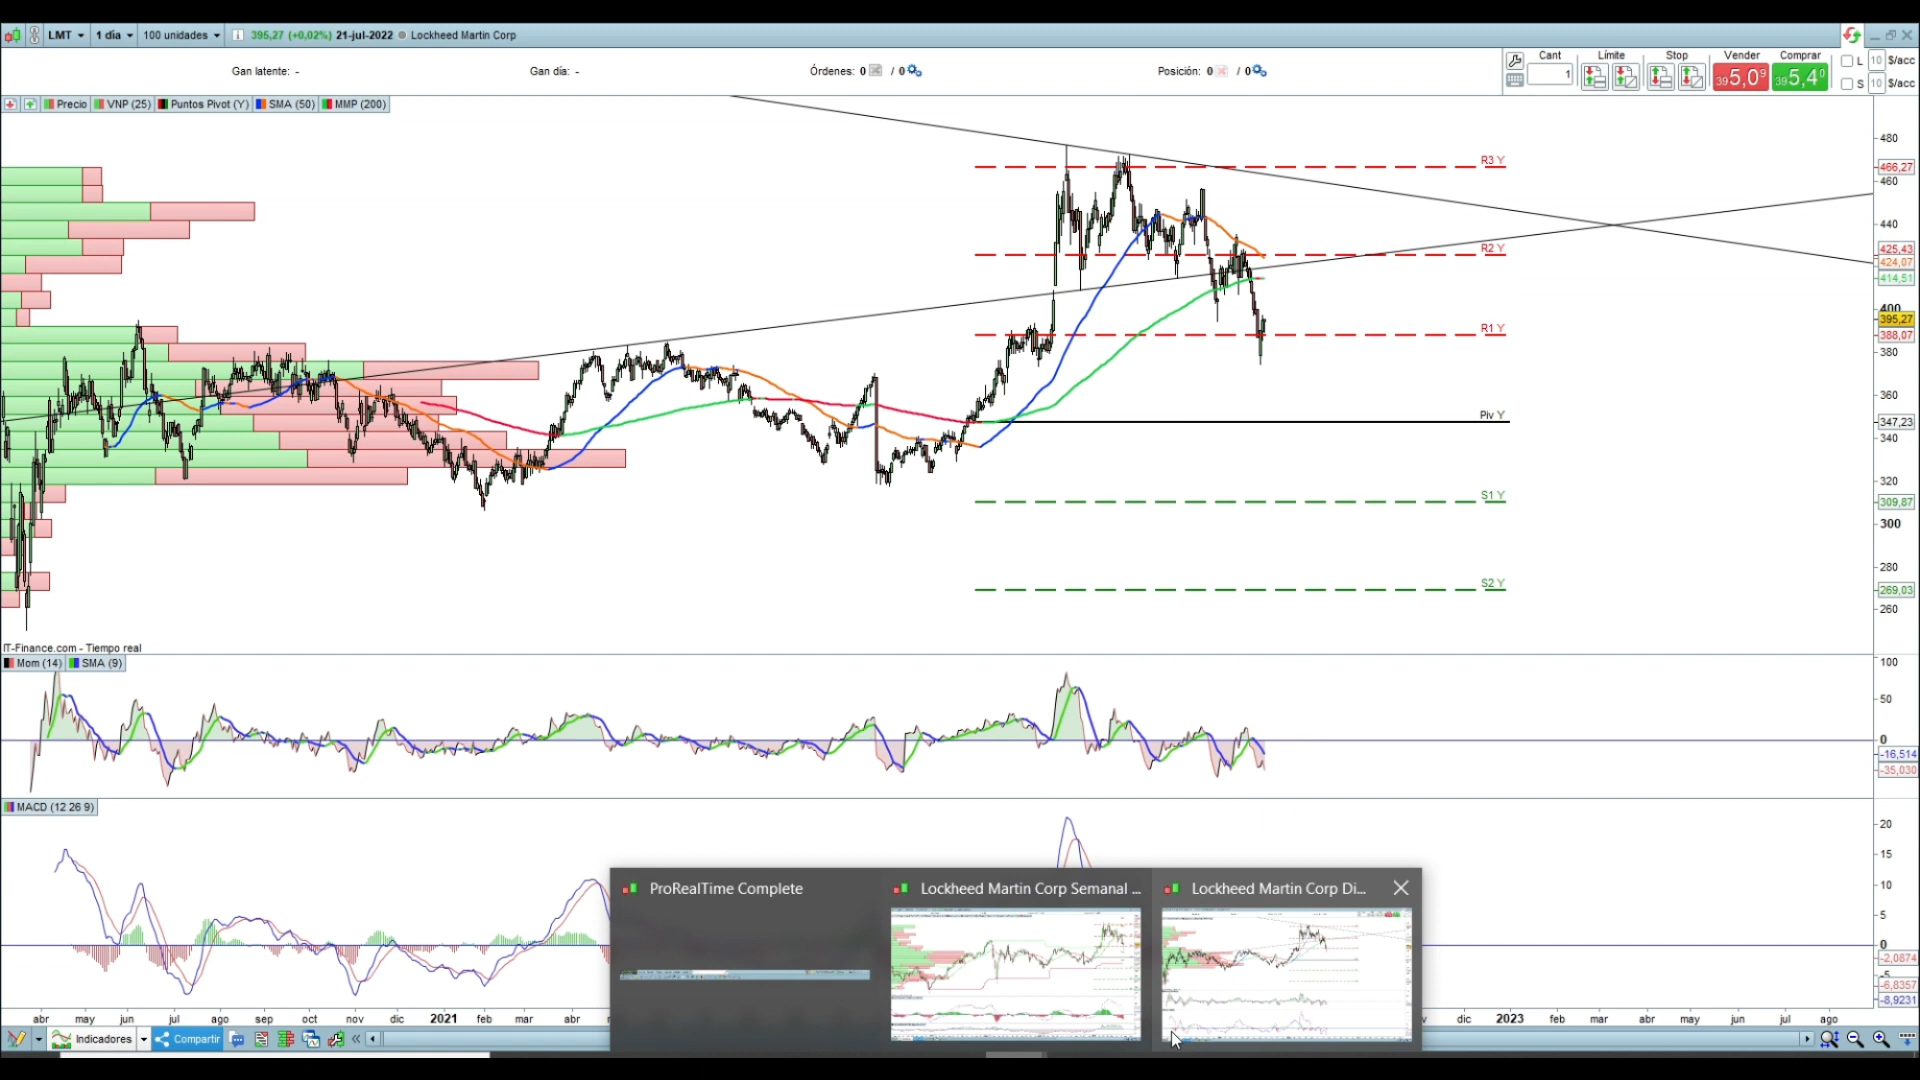 LMT 1 día 100 unidades 395,27 (+0,02%) 21-jul-2022 Lockheed Martin Corp
Cant Límite Stop Vender Comprar
L 10 $/acc
Gan latente: - Gan día: - Órdenes: 0 / 0 Posición: 0 / 0
1 395,0⁹ 395,4⁰
S 10 $/acc
Precio VNP (25) Puntos Pivot (Y) SMA (50) MMP (200)
480
R3 Y 466,27
460
440
R2 Y 425,43
424,07
414,51
400
395,27
R1 Y 388,07
380
360
Piv Y 347,23
340
320
S1 Y 309,87
300
280
S2 Y 269,03
260
IT-Finance.com - Tiempo real
Mom (14) SMA (9)
100
50
0
-16,514
-35,030
MACD (12 26 9)
20
15
10
5
0
-2,0874
-5
-6,8357
-8,9231
ProRealTime Complete
Lockheed Martin Corp Semanal ...
Lockheed Martin Corp Di...
abr may jun jul ago sep oct nov dic 2021 feb mar abr dic 2023 feb mar abr may jun jul ago
Indicadores Compartir